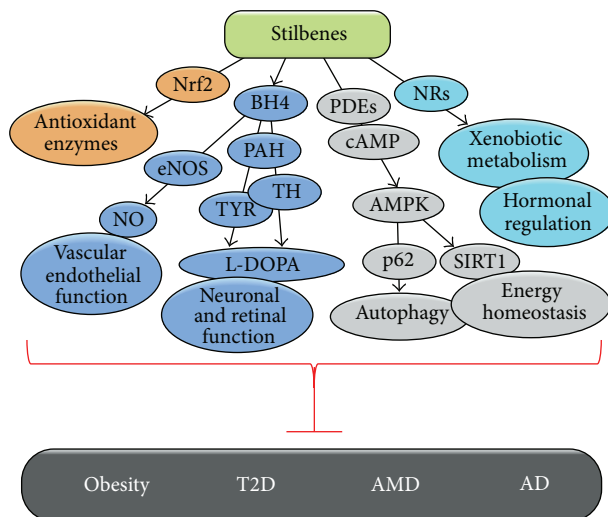 Stilbenes
Nrf2
BH4
PDEs
NRs
Antioxidant
enzymes
PAH
cAMP
Xenobiotic
metabolism
eNOS
TH
TYR
AMPK
Hormonal
regulation
NO
Vascular
endothelial
function
L-DOPA
p62
SIRT1
Neuronal
and retinal
function
Autophagy
Energy
homeostasis
Obesity T2D AMD AD